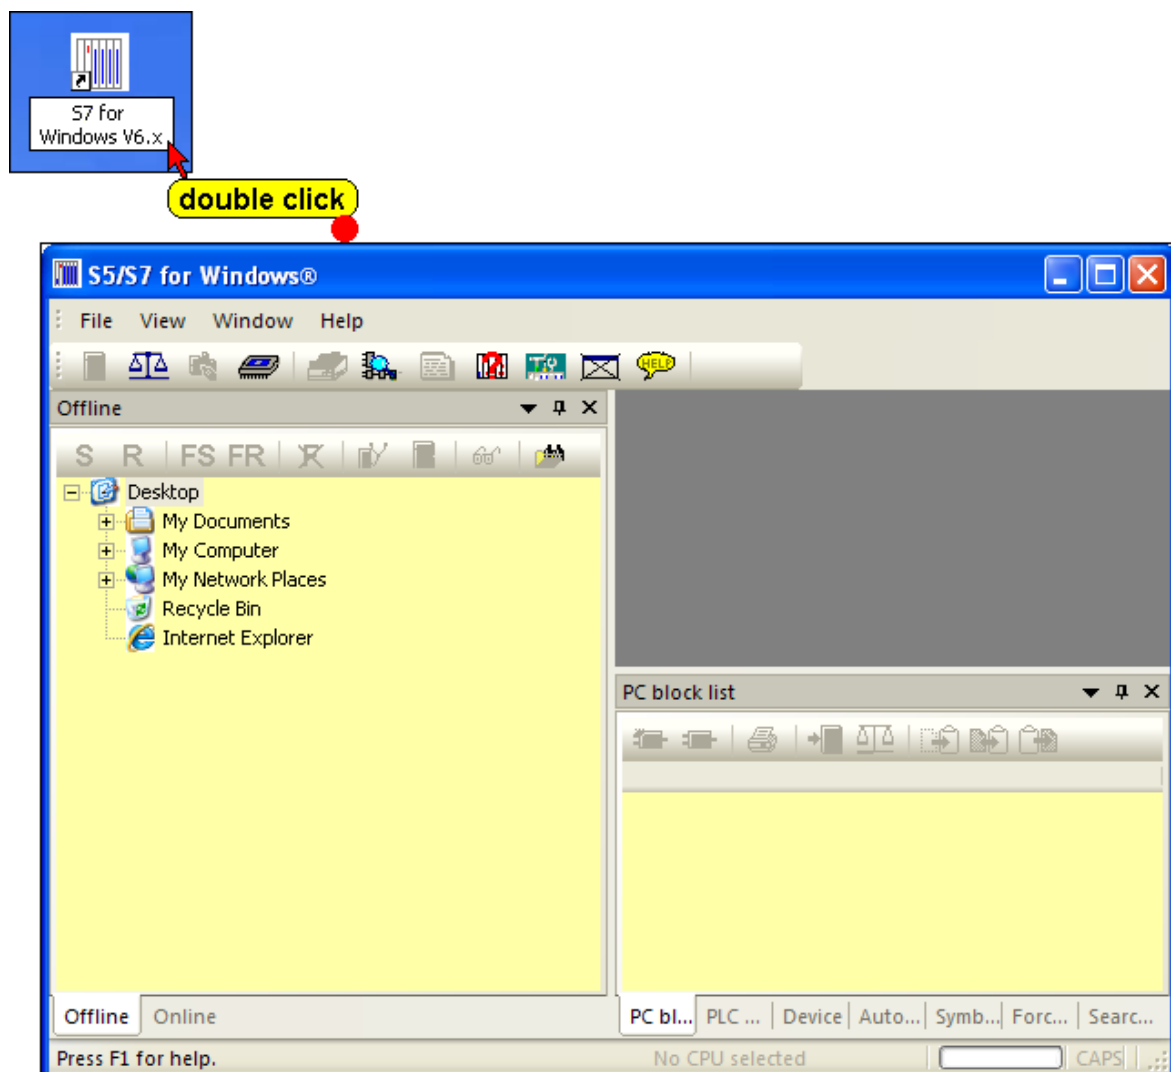 S7 for
Windows V6.x
double click
S5/S7 for Windows®
File View Window Help
HELP
Offline
S R FS FR
Desktop
My Documents
My Computer
My Network Places
Recycle Bin
Internet Explorer
PC block list
Offline Online
PC bl... PLC ... Device Auto... Symb... Forc... Searc...
Press F1 for help. No CPU selected CAPS